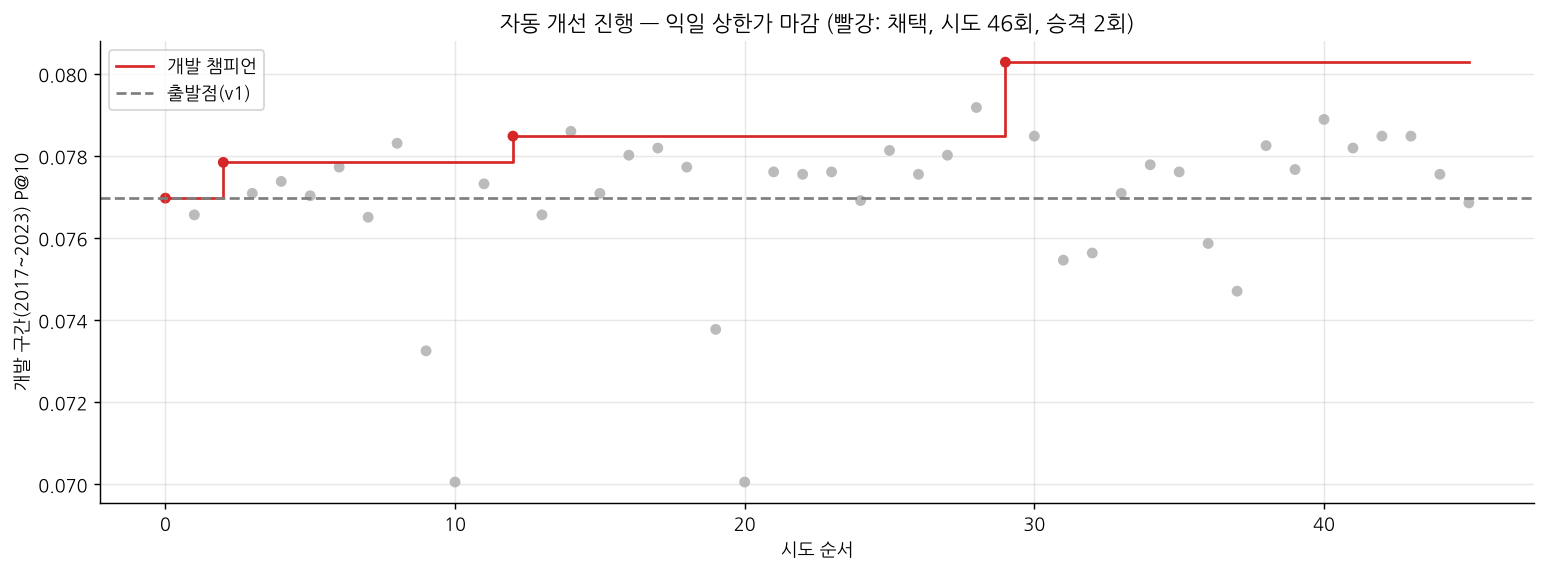 자동 개선 진행 — 익일 상한가 마감 (빨강: 채택, 시도 46회, 승격 2회)
개발 챔피언
출발점(v1)
개발 구간(2017~2023) P@10
0.080
0.078
0.076
0.074
0.072
0.070
0 10 20 30 40
시도 순서